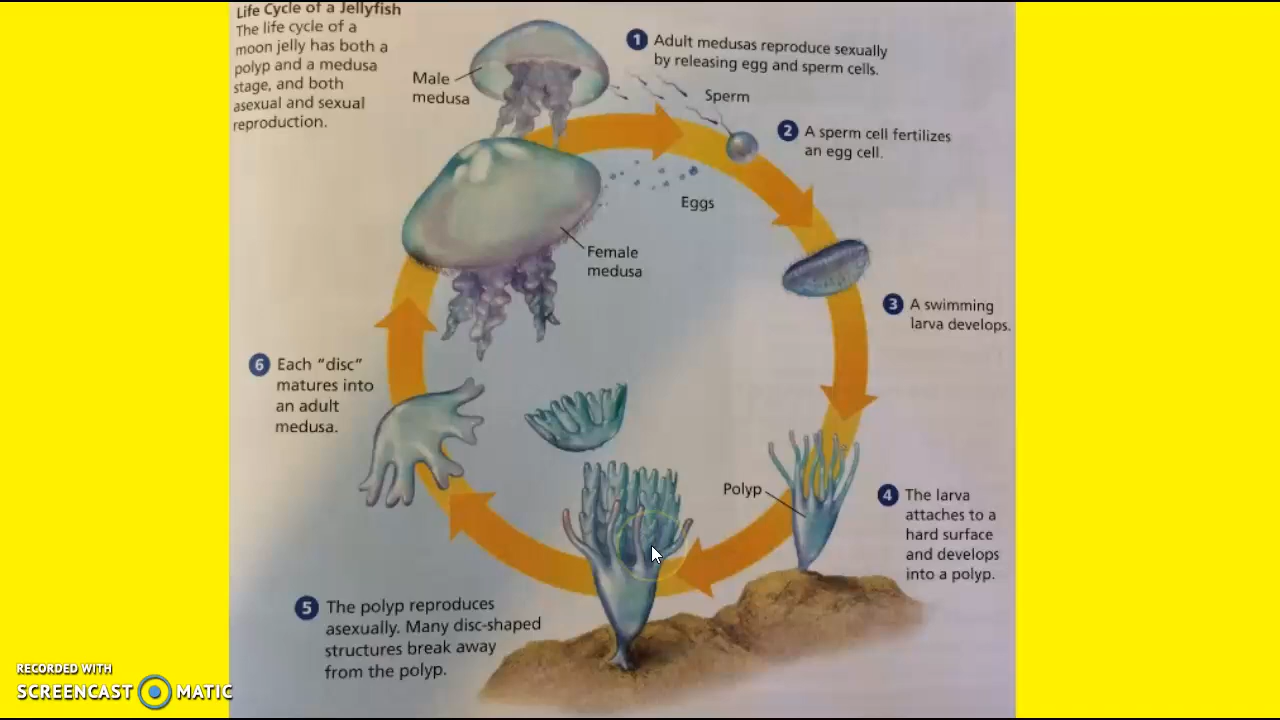 Life Cycle of a Jellyfish
The life cycle of a
moon jelly has both a
polyp and a medusa
stage, and both
asexual and sexual
reproduction.
Male
medusa
1 Adult medusas reproduce sexually
by releasing egg and sperm cells.
Sperm
2 A sperm cell fertilizes
an egg cell.
Eggs
Female
medusa
3 A swimming
larva develops.
6 Each "disc"
matures into
an adult
medusa.
Polyp
4 The larva
attaches to a
hard surface
and develops
into a polyp.
5 The polyp reproduces
asexually. Many disc-shaped
structures break away
from the polyp.
RECORDED WITH
SCREENCAST MATIC